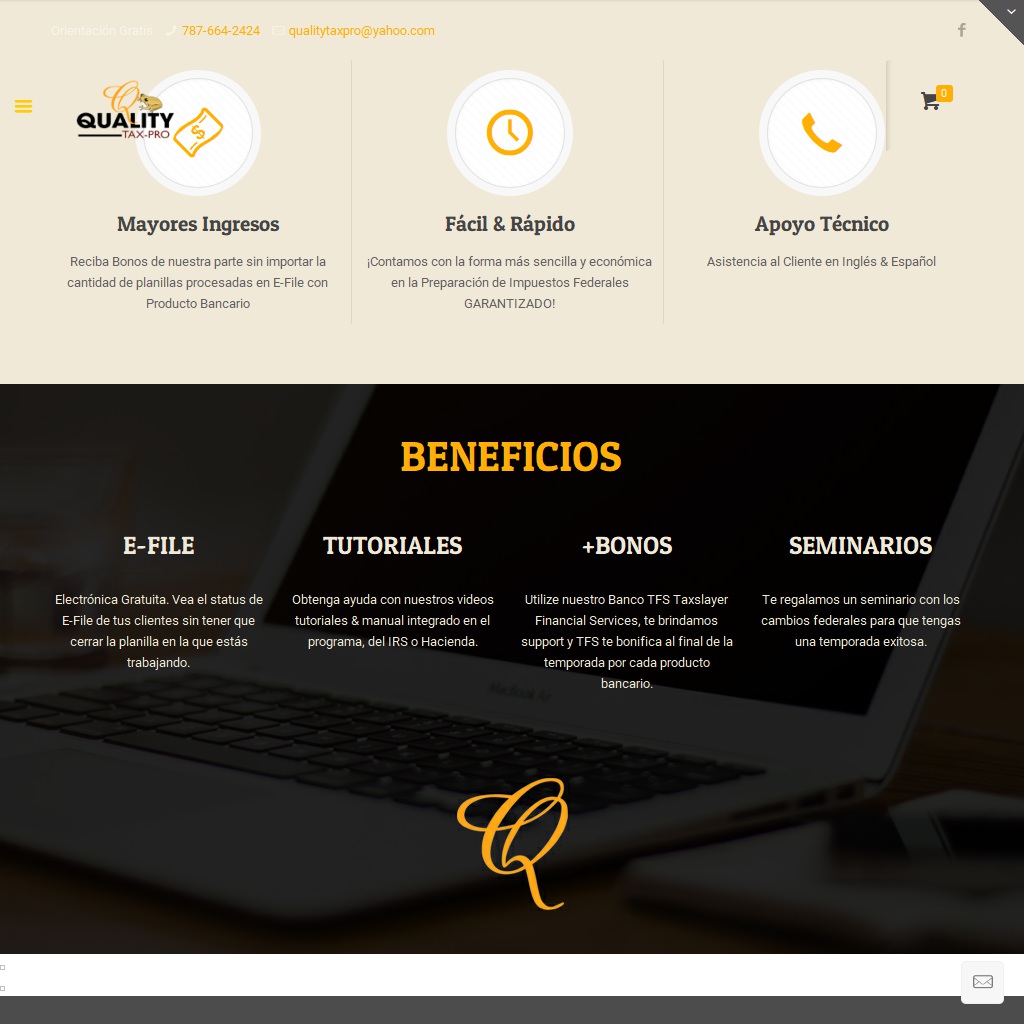 Orientación Gratis 787-664-2424 qualitytaxpro@yahoo.com
0
Q
QUALITY
TAX-PRO
Mayores Ingresos
Reciba Bonos de nuestra parte sin importar la
cantidad de planillas procesadas en E-File con
Producto Bancario
Fácil & Rápido
¡Contamos con la forma más sencilla y económica
en la Preparación de Impuestos Federales
GARANTIZADO!
Apoyo Técnico
Asistencia al Cliente en Inglés & Español
BENEFICIOS
E-FILE
Electrónica Gratuita. Vea el status de
E-File de tus clientes sin tener que
cerrar la planilla en la que estás
trabajando.
TUTORIALES
Obtenga ayuda con nuestros videos
tutoriales & manual integrado en el
programa, del IRS o Hacienda.
+BONOS
Utilize nuestro Banco TFS Taxslayer
Financial Services, te brindamos
support y TFS te bonifica al final de la
temporada por cada producto
bancario.
SEMINARIOS
Te regalamos un seminario con los
cambios federales para que tengas
una temporada exitosa.
MacBook Air
Q